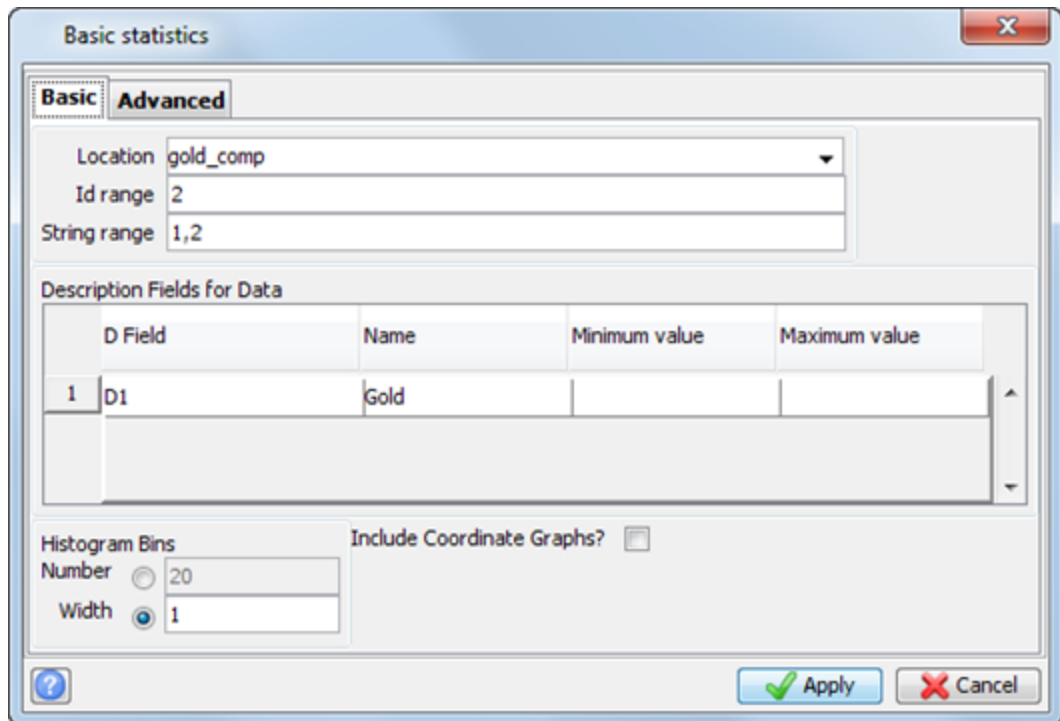 Basic statistics
Basic Advanced
Location gold_comp
Id range 2
String range 1,2
Description Fields for Data
D Field Name Minimum value Maximum value
1 D1 Gold
Histogram Bins
Include Coordinate Graphs?
Number 20
Width 1
Apply Cancel